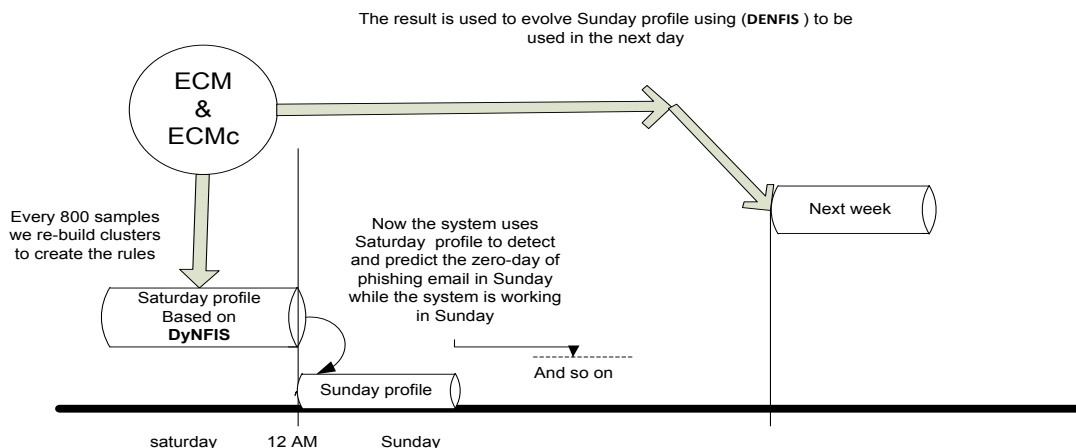 The result is used to evolve Sunday profile using (DENFIS ) to be
used in the next day
ECM
&
ECMc
Every 800 samples
we re-build clusters
to create the rules
Next week
Now the system uses
Saturday profile to detect
and predict the zero-day of
phishing email in Sunday
while the system is working
in Sunday
Saturday profile
Based on
DyNFIS
And so on
Sunday profile
saturday
12 AM
Sunday